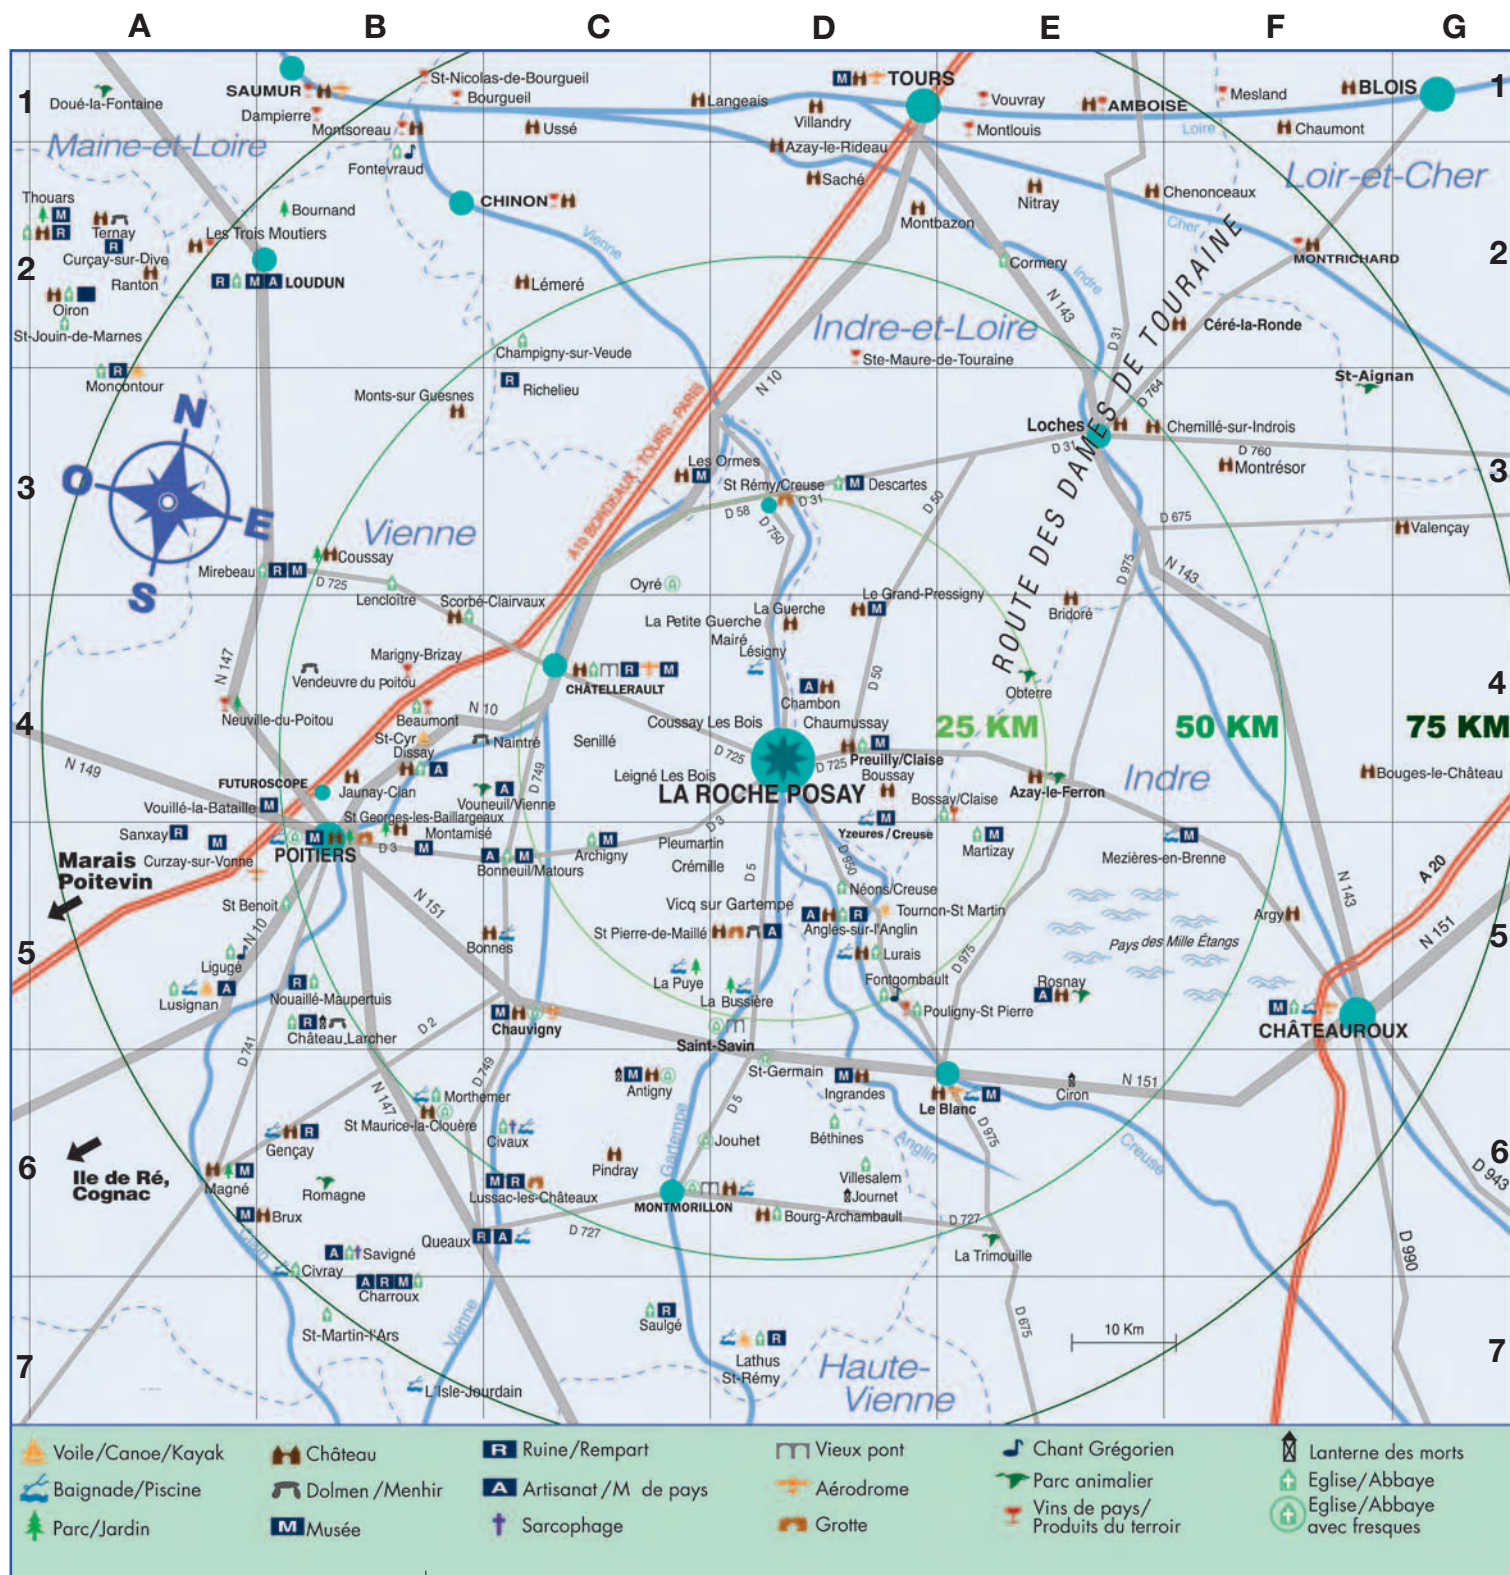 A B C D E F G
1
SAUMUR
St-Nicolas-de-Bourgueil
Bourgueil
Doué-la-Fontaine
Dampierre
Montsoreau
Ussé
Langeais
Villandry
TOURS
Vouvray
Montlouis
AMBOISE
Mesland
BLOIS
1
Loire
Chaumont
Maine-et-Loire
Fontevraud
Azay-le-Rideau
Saché
Nitray
Chenonceaux
Loir-et-Cher
Thouars
Ternay
Bournand
Les Trois Moutiers
CHINON
Vienne
Montbazon
Cher
Curçay-sur-Dive
2
Ranton
LOUDUN
Oiron
St-Jouin-de-Marnes
Lémeré
Cormery
Indre
N 143
MONTRICHARD
2
Indre-et-Loire
D 31
Céré-la-Ronde
Champigny-sur-Veude
Ste-Maure-de-Touraine
Moncontour
Richelieu
Monts-sur Guesnes
N 10
D 764
St-Aignan
ROUTE DES DAMES DE TOURAINE
A10 BORDEAUX - TOURS - PARIS
N
O
E
S
Loches
D 31
Chemillé-sur-Indrois
D 760
Montrésor
3
Les Ormes
St Rémy/Creuse
D 31
Descartes
D 58
D 750
D 50
3
D 675
Valençay
Vienne
Mirebeau
Coussay
D 725
Lencloître
Oyré
D 975
N 143
Scorbé-Clairvaux
La Guerche
Le Grand-Pressigny
La Petite Guerche
Mairé
Lésigny
Bridoré
N 147
Marigny-Brizay
Vendeuvre du Poitou
CHÂTELLERAULT
Chambon
D 50
Obterre
4
Neuville-du-Poitou
Beaumont
N 10
Coussay Les Bois
Chaumussay
25 KM
50 KM
75 KM
4
St-Cyr
Dissay
Naintré
Senillé
D 725
D 725
Preuilly/Claise
Boussay
N 149
FUTUROSCOPE
Jaunay-Clan
D 749
Leigné Les Bois
LA ROCHE POSAY
Bossay/Claise
Azay-le-Ferron
Indre
Bouges-le-Château
Vouillé-la-Bataille
Vouneuil/Vienne
St Georges-les-Baillargeaux
Montamisé
D 3
Yzeures / Creuse
Sanxay
Curzay-sur-Vonne
POITIERS
D 3
Bonneuil/Matours
Archigny
Pleumartin
Crémille
D 5
D 950
Martizay
Mezières-en-Brenne
Marais
Poitevin
A 20
N 143
St Benoit
N 10
N 151
Vicq sur Gartempe
Néons/Creuse
Tournon-St Martin
Argy
N 151
5
Bonnes
St Pierre-de-Maillé
Angles-sur-l'Anglin
Lurais
D 975
Pays des Mille Étangs
5
Ligugé
Lusignan
Nouaillé-Maupertuis
La Puye
La Bussière
Fontgombault
Pouligny-St Pierre
Rosnay
Château Larcher
D 2
Chauvigny
Saint-Savin
CHÂTEAUROUX
D 741
D 749
St-Germain
N 151
Antigny
Ingrandes
Le Blanc
Ciron
N 147
Morthemer
St Maurice-la-Clouère
Civaux
D 5
Gartempe
Jouhet
Béthines
Anglin
D 975
Creuse
6
Gençay
Pindray
Villesalem
6
Ile de Ré,
Cognac
Magné
Romagne
Lussac-les-Châteaux
MONTMORILLON
Journet
D 943
Brux
D 727
Bourg-Archambault
D 727
Queaux
La Trimouille
Clain
Savigné
Civray
Charroux
D 990
St-Martin-l'Ars
Vienne
Saulgé
D 675
10 Km
7
Lathus
St-Rémy
Haute-
Vienne
7
L'Isle-Jourdain
Voile/Canoe/Kayak
Château
R Ruine/Rempart
Vieux pont
Chant Grégorien
Lanterne des morts
Baignade/Piscine
Dolmen/Menhir
A Artisanat/M de pays
Aérodrome
Parc animalier
Eglise/Abbaye
Parc/Jardin
M Musée
Sarcophage
Grotte
Vins de pays/
Produits du terroir
Eglise/Abbaye
avec fresques